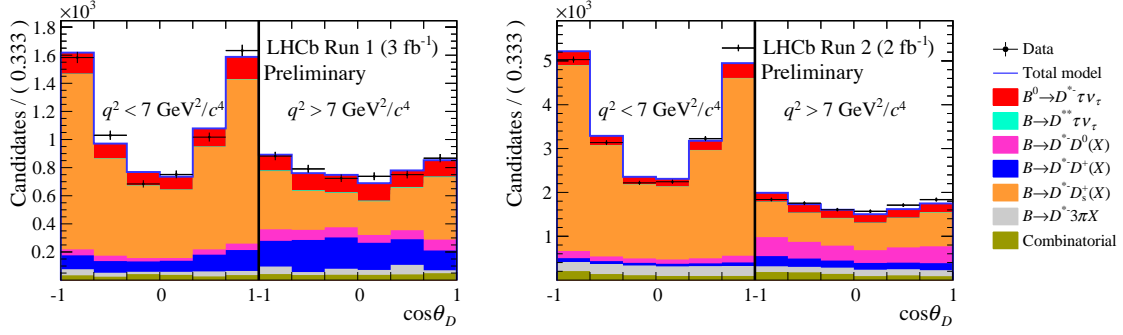 ×10³
Candidates / ( 0.3333
1.8
1.6
1.4
1.2
1
0.8
0.6
0.4
0.2
LHCb Run 1 (3 fb⁻¹)
Preliminary
q² < 7 GeV²/c⁴
q² > 7 GeV²/c⁴
-1
0
1
-1
0
1
cosθ_D
×10³
Candidates / ( 0.3333
5
4
3
2
1
LHCb Run 2 (2 fb⁻¹)
Preliminary
q² < 7 GeV²/c⁴
q² > 7 GeV²/c⁴
-1
0
1
-1
0
1
cosθ_D
Data
Total model
B⁰→D*⁻τν_τ
B→D**τν_τ
B→D*⁻D⁰(X)
B→D*⁻D⁺(X)
B→D*⁻D_s⁺(X)
B→D*⁻3πX
Combinatorial